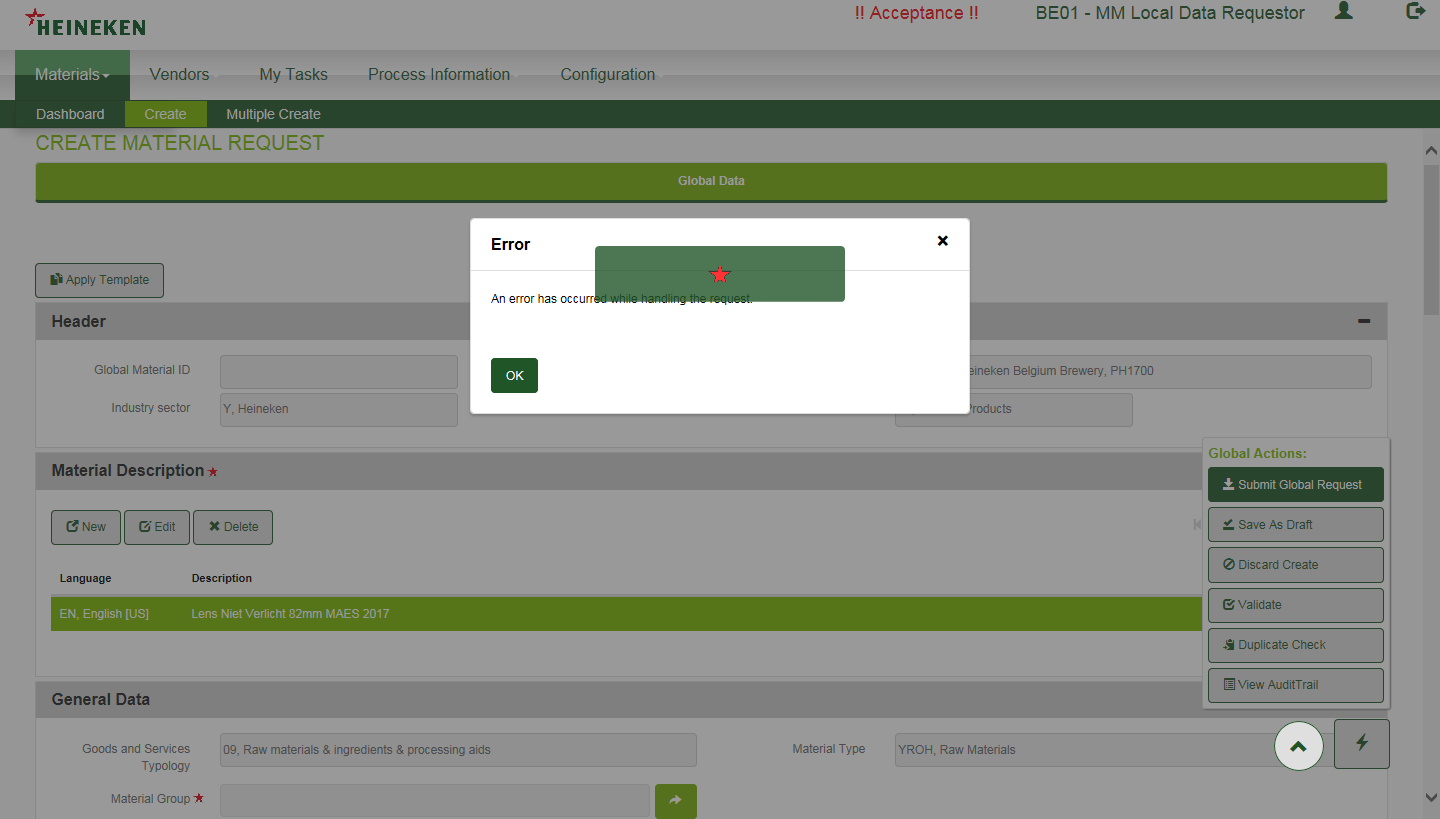 HEINEKEN
!! Acceptance !!
BE01 - MM Local Data Requestor
Materials
Vendors
My Tasks
Process Information
Configuration
Dashboard
Create
Multiple Create
CREATE MATERIAL REQUEST
Global Data
Error
An error has occurred while handling the request.
OK
Apply Template
Header
Global Material ID
eineken Belgium Brewery, PH1700
Industry sector
Y, Heineken
Products
Material Description
Global Actions:
Submit Global Request
Save As Draft
Discard Create
Validate
Duplicate Check
View AuditTrail
New
Edit
Delete
Language
Description
EN, English [US]
Lens Niet Verlicht 82mm MAES 2017
General Data
Goods and Services
Typology
09, Raw materials & ingredients & processing aids
Material Type
YROH, Raw Materials
Material Group